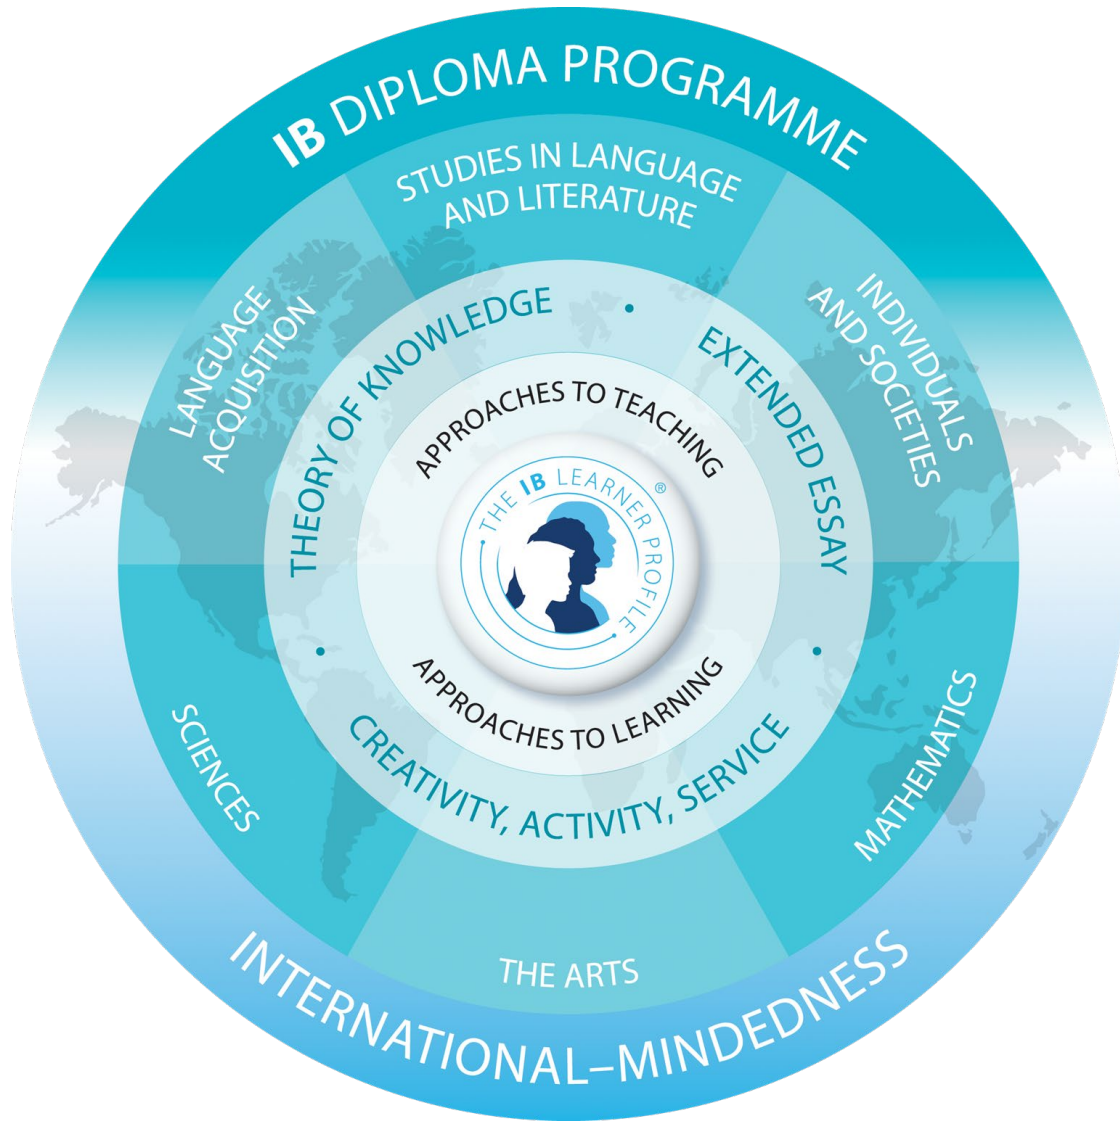 IB DIPLOMA PROGRAMME
STUDIES IN LANGUAGE
AND LITERATURE
LANGUAGE
ACQUISITION
INDIVIDUALS
AND SOCIETIES
THEORY OF KNOWLEDGE
•
EXTENDED ESSAY
•
CREATIVITY, ACTIVITY, SERVICE
•
APPROACHES TO TEACHING
THE IB LEARNER PROFILE
®
APPROACHES TO LEARNING
SCIENCES
MATHEMATICS
THE ARTS
INTERNATIONAL–MINDEDNESS